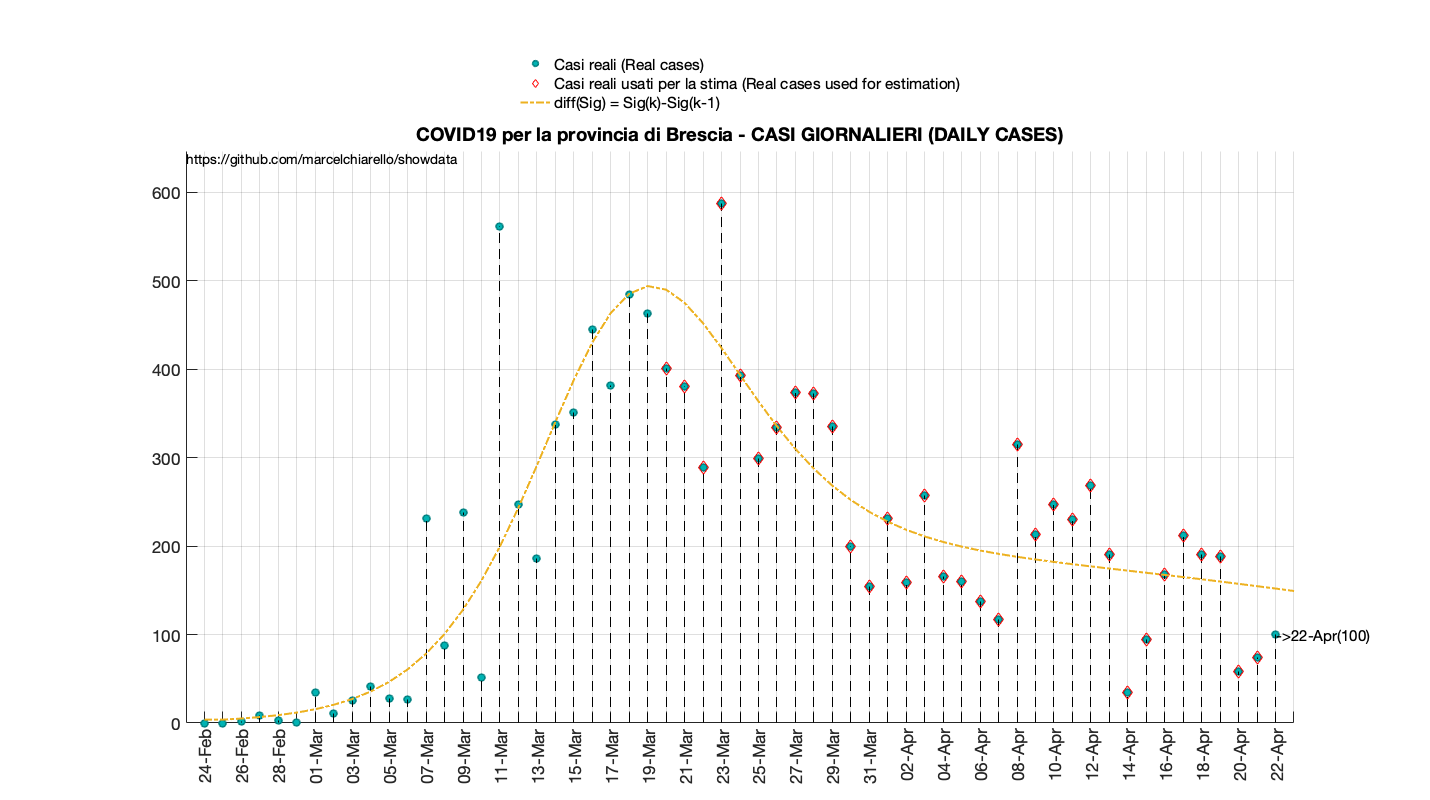 Casi reali (Real cases)
Casi reali usati per la stima (Real cases used for estimation)
diff(Sig) = Sig(k)-Sig(k-1)
COVID19 per la provincia di Brescia - CASI GIORNALIERI (DAILY CASES)
https://github.com/marcelchiarello/showdata
600
500
400
300
200
100
0
->22-Apr(100)
24-Feb
26-Feb
28-Feb
01-Mar
03-Mar
05-Mar
07-Mar
09-Mar
11-Mar
13-Mar
15-Mar
17-Mar
19-Mar
21-Mar
23-Mar
25-Mar
27-Mar
29-Mar
31-Mar
02-Apr
04-Apr
06-Apr
08-Apr
10-Apr
12-Apr
14-Apr
16-Apr
18-Apr
20-Apr
22-Apr